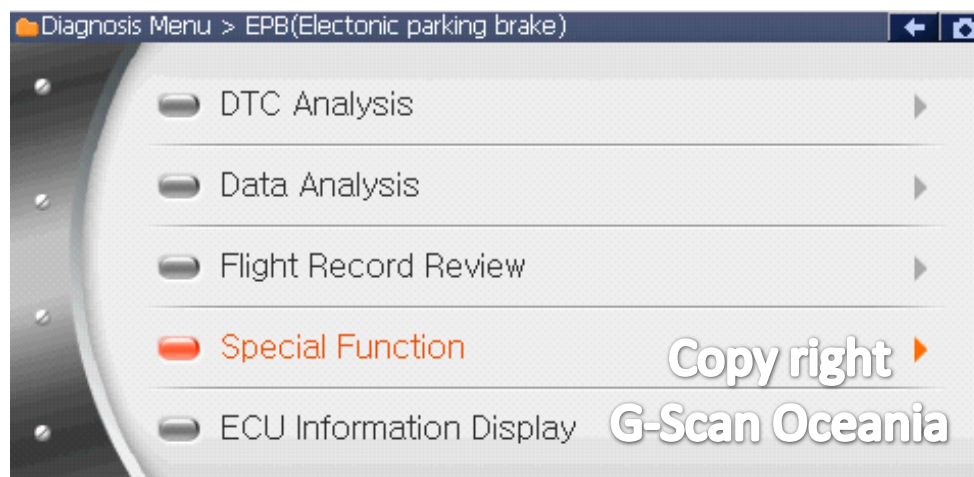 Diagnosis Menu > EPB(Electonic parking brake)
DTC Analysis
Data Analysis
Flight Record Review
Special Function
Copy right
ECU Information Display
G-Scan Oceania